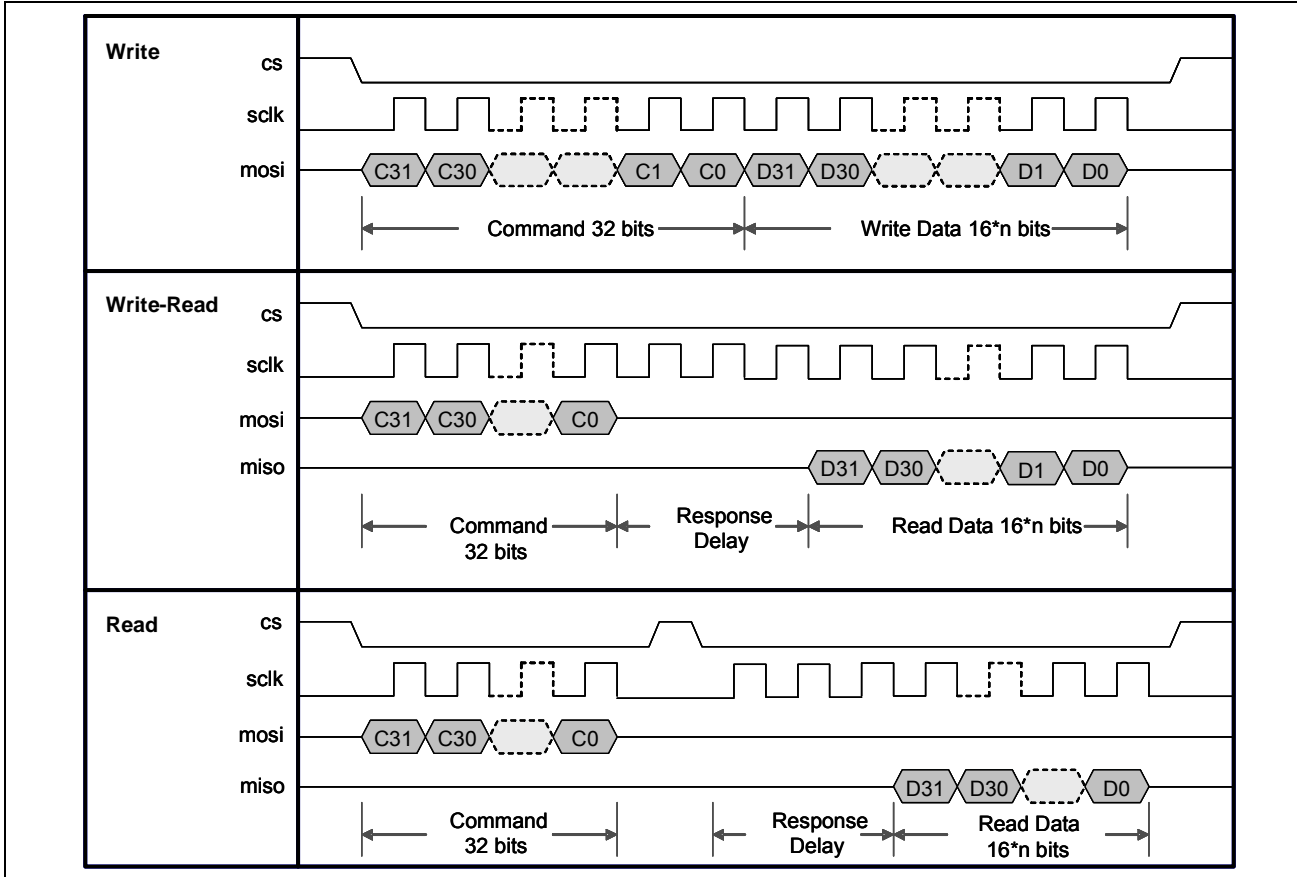 Write
cs
sclk
mosi
C31 C30 C1 C0 D31 D30 D1 D0
Command 32 bits
Write Data 16*n bits
Write-Read
cs
sclk
mosi
C31 C30 C0
miso
D31 D30 D1 D0
Command
32 bits
Response
Delay
Read Data 16*n bits
Read
cs
sclk
mosi
C31 C30 C0
miso
D31 D30 D0
Command
32 bits
Response
Delay
Read Data
16*n bits